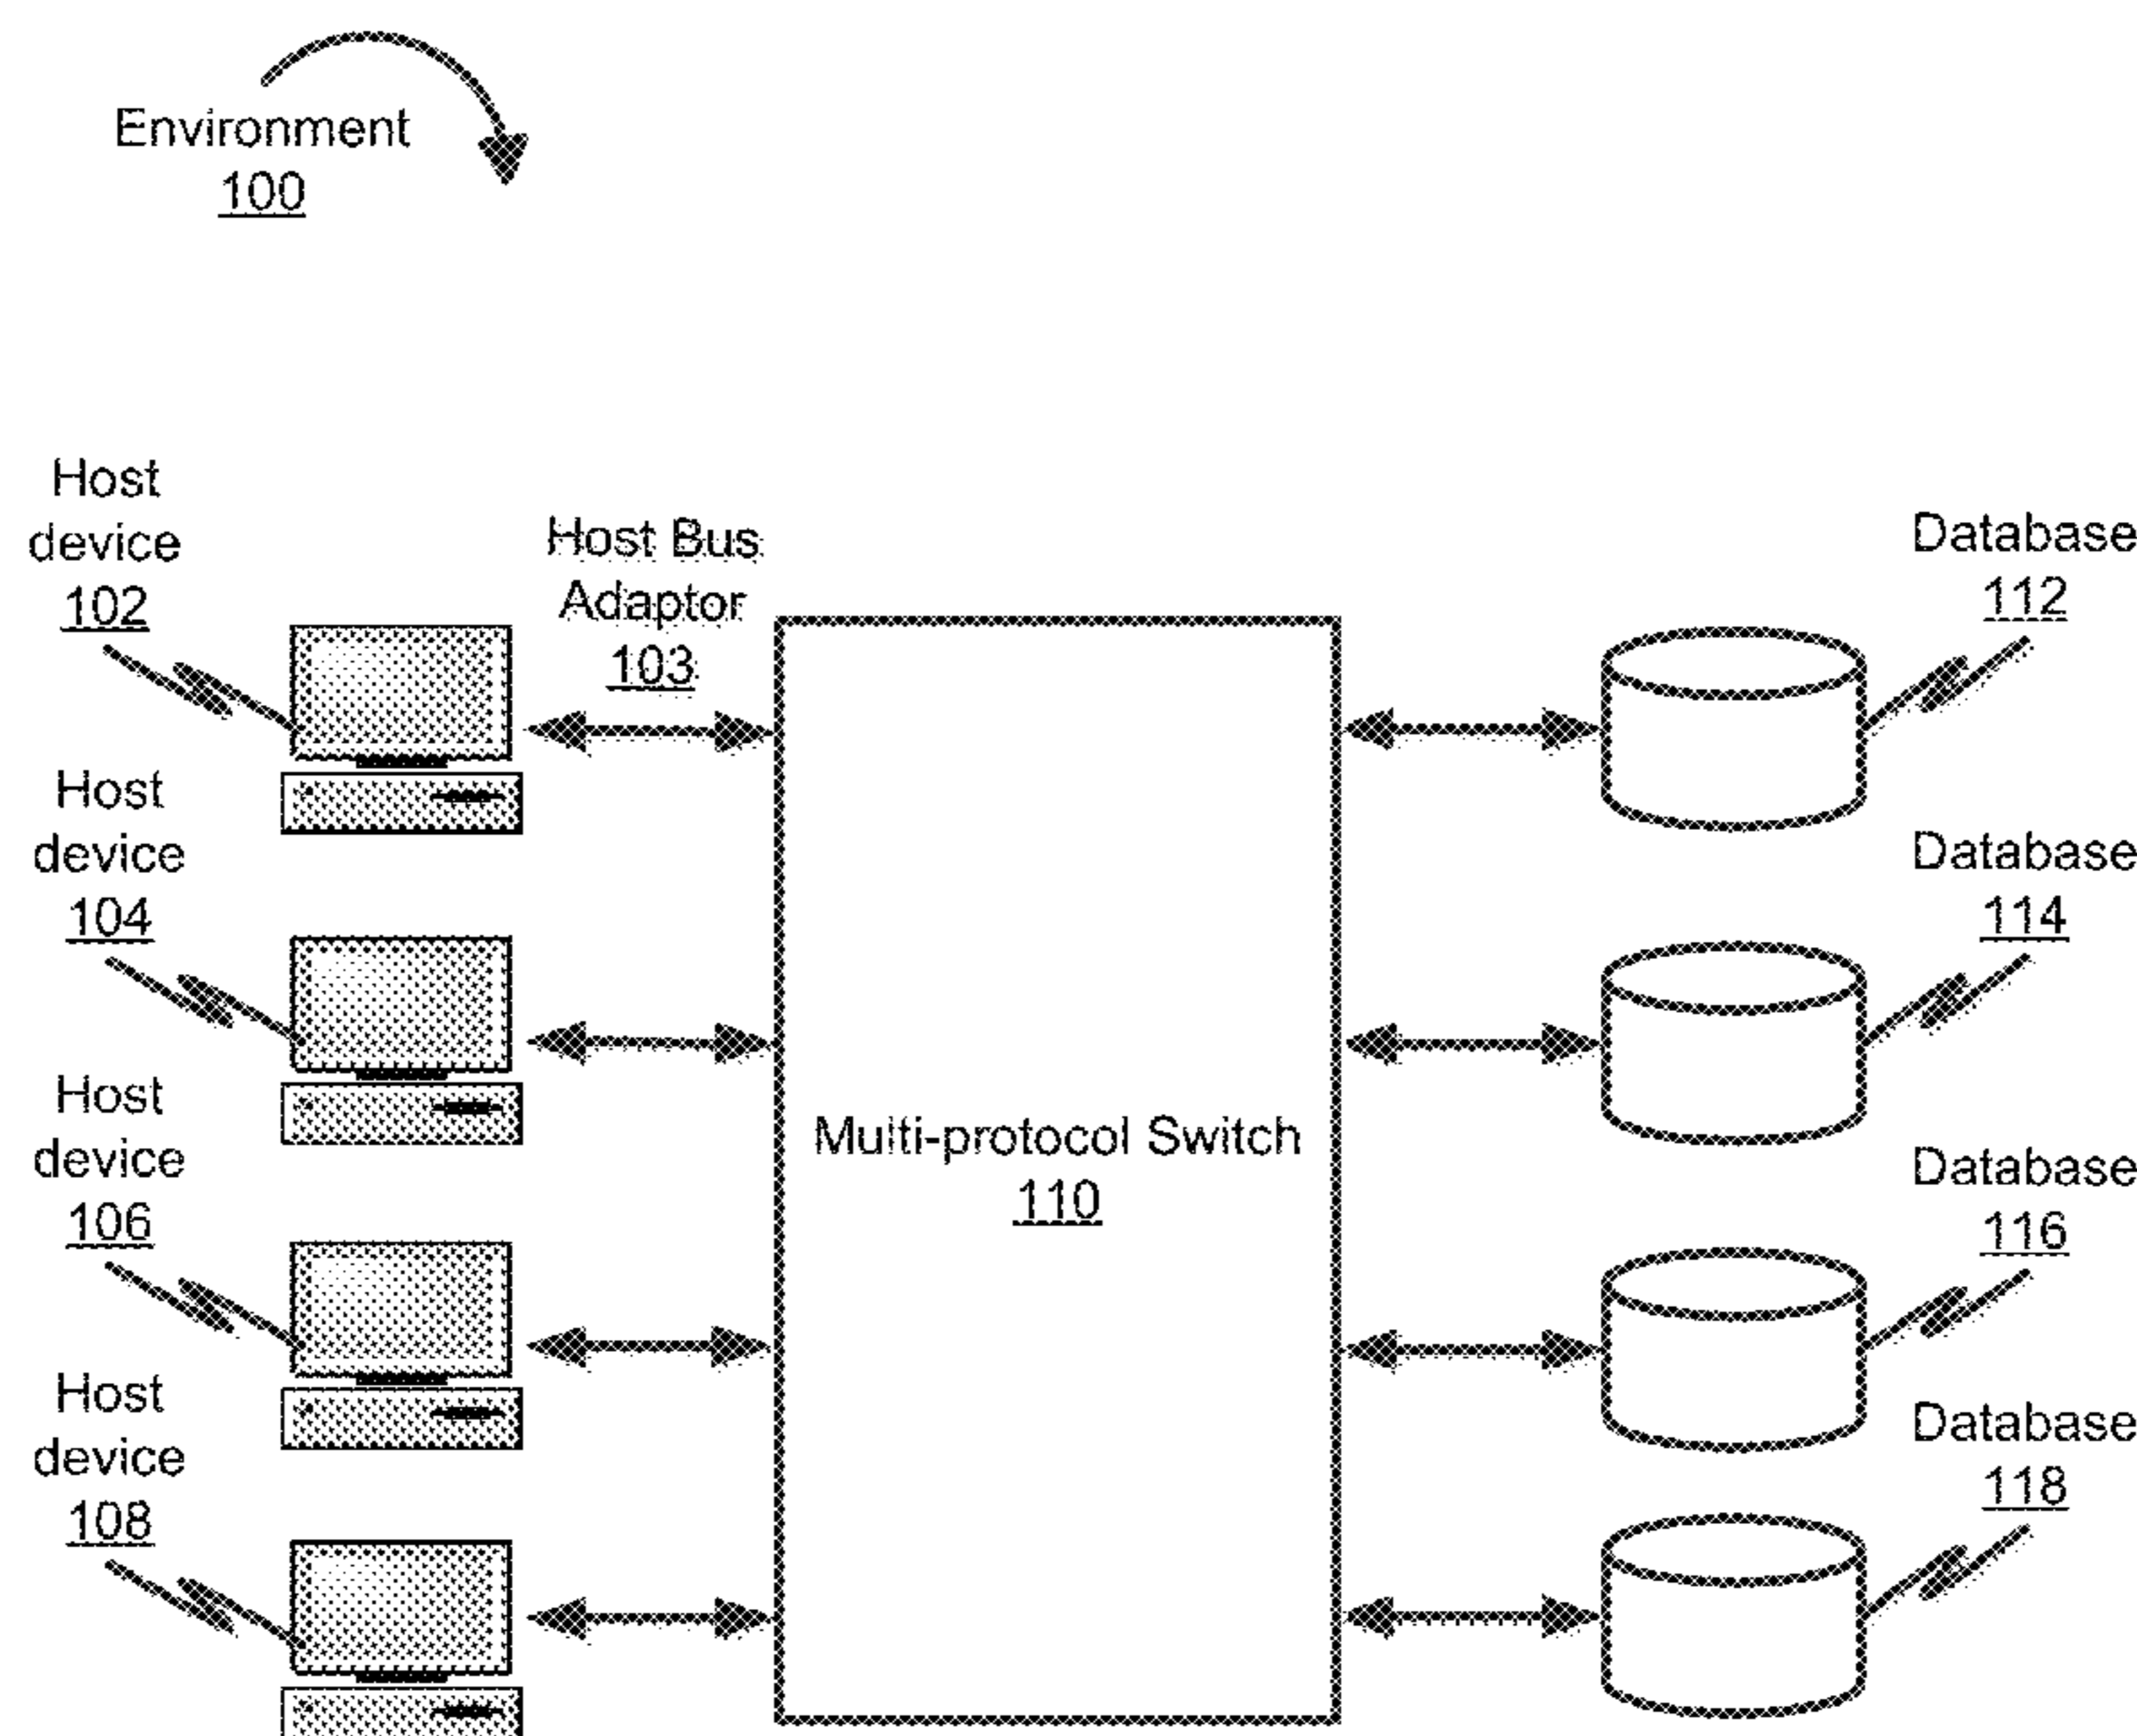 Environment
100
Host
device
102
Host Bus
Adaptor
103
Database
112
Host
device
104
Database
114
Host
device
106
Multi-protocol Switch
110
Database
116
Host
device
108
Database
118